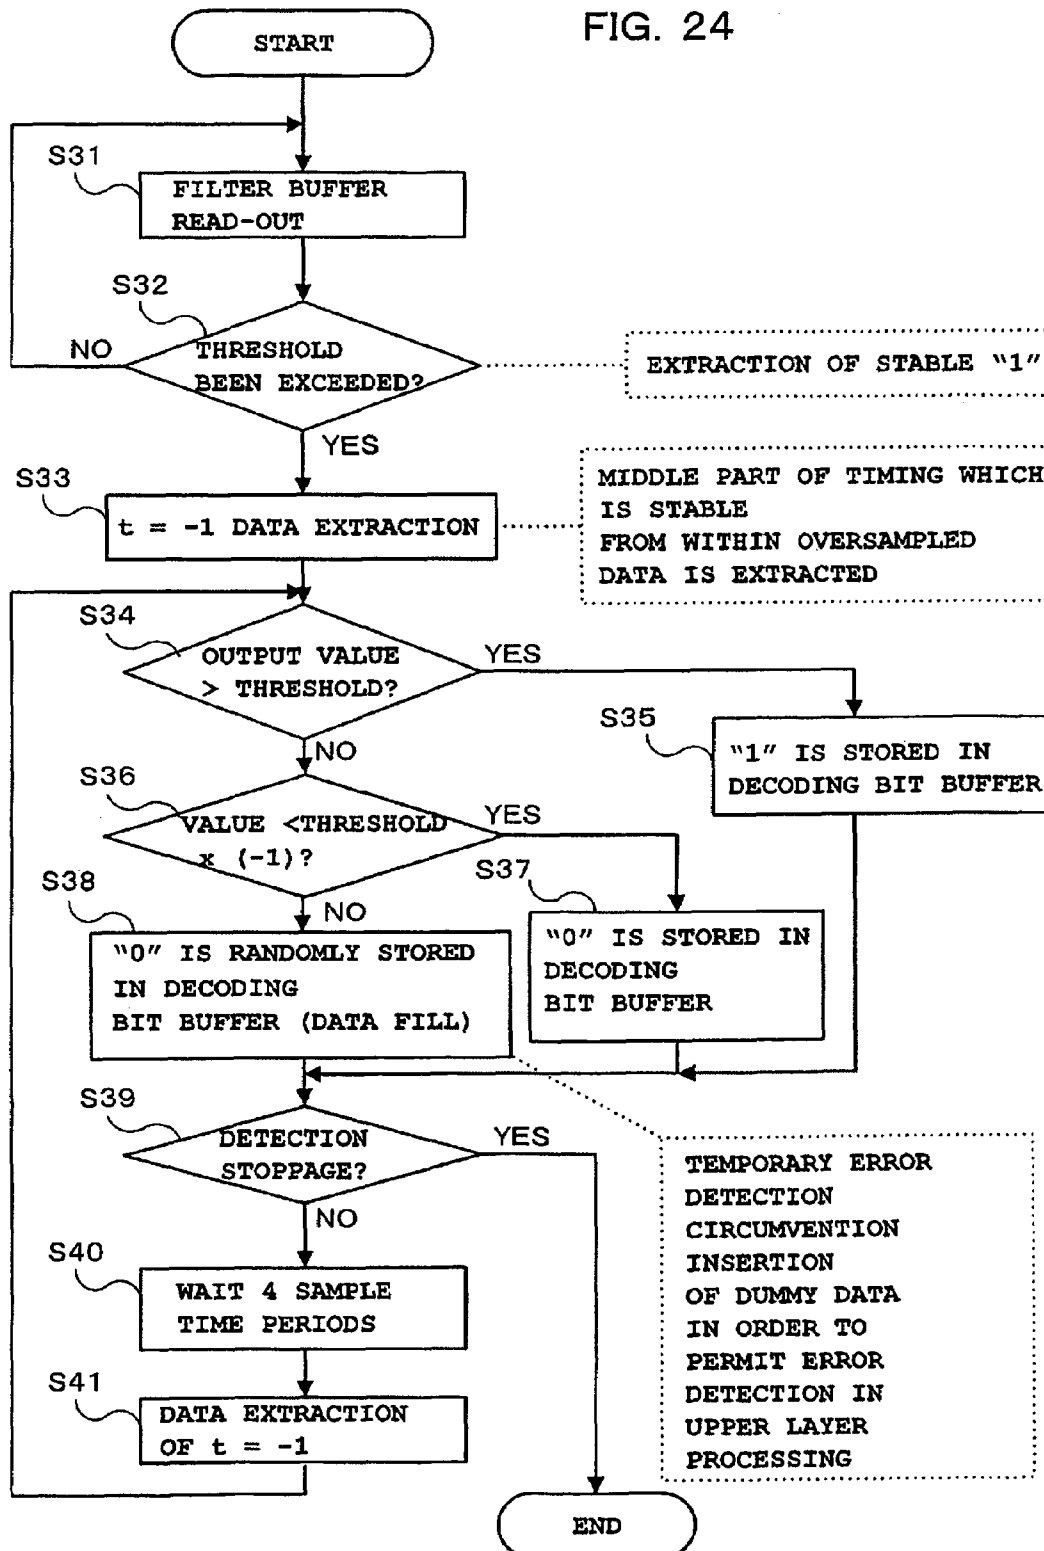 FIG. 24
START
S31
FILTER BUFFER
READ-OUT
S32
NO
THRESHOLD
BEEN EXCEEDED?
EXTRACTION OF STABLE "1"
YES
S33
t = -1 DATA EXTRACTION
MIDDLE PART OF TIMING WHICH
IS STABLE
FROM WITHIN OVERSAMPLED
DATA IS EXTRACTED
S34
OUTPUT VALUE
> THRESHOLD?
YES
NO
S35
"1" IS STORED IN
DECODING BIT BUFFER
S36
VALUE <THRESHOLD
x (-1)?
YES
NO
S37
"0" IS STORED IN
DECODING
BIT BUFFER
S38
"0" IS RANDOMLY STORED
IN DECODING
BIT BUFFER (DATA FILL)
S39
DETECTION
STOPPAGE?
YES
NO
TEMPORARY ERROR
DETECTION
CIRCUMVENTION
INSERTION
OF DUMMY DATA
IN ORDER TO
PERMIT ERROR
DETECTION IN
UPPER LAYER
PROCESSING
S40
WAIT 4 SAMPLE
TIME PERIODS
S41
DATA EXTRACTION
OF t = -1
END